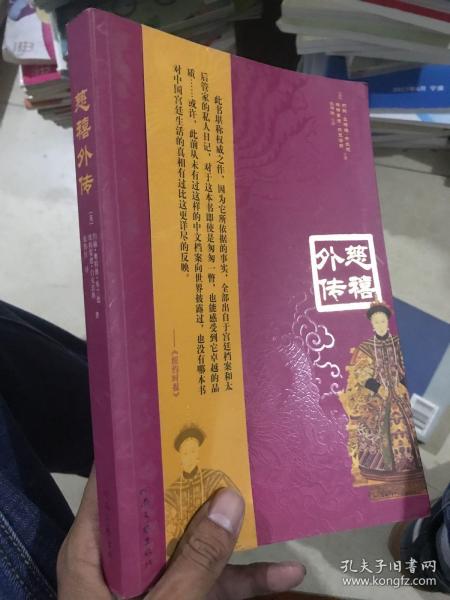 慈禧外传
此书堪称权威之作，因为它所依据的事实，全部出自于宫廷档案和太
后管家的私人日记，对于这本书即使是匆匆一瞥，也能感受到它卓越的品
质……或许，此前从未有过这样的中文档案向世界披露过，也没有哪本书
对中国宫廷生活的真相有过比这更详尽的反映。
——《纽约时报》
慈禧
外传
孔夫子旧书网
www.kongfz.com